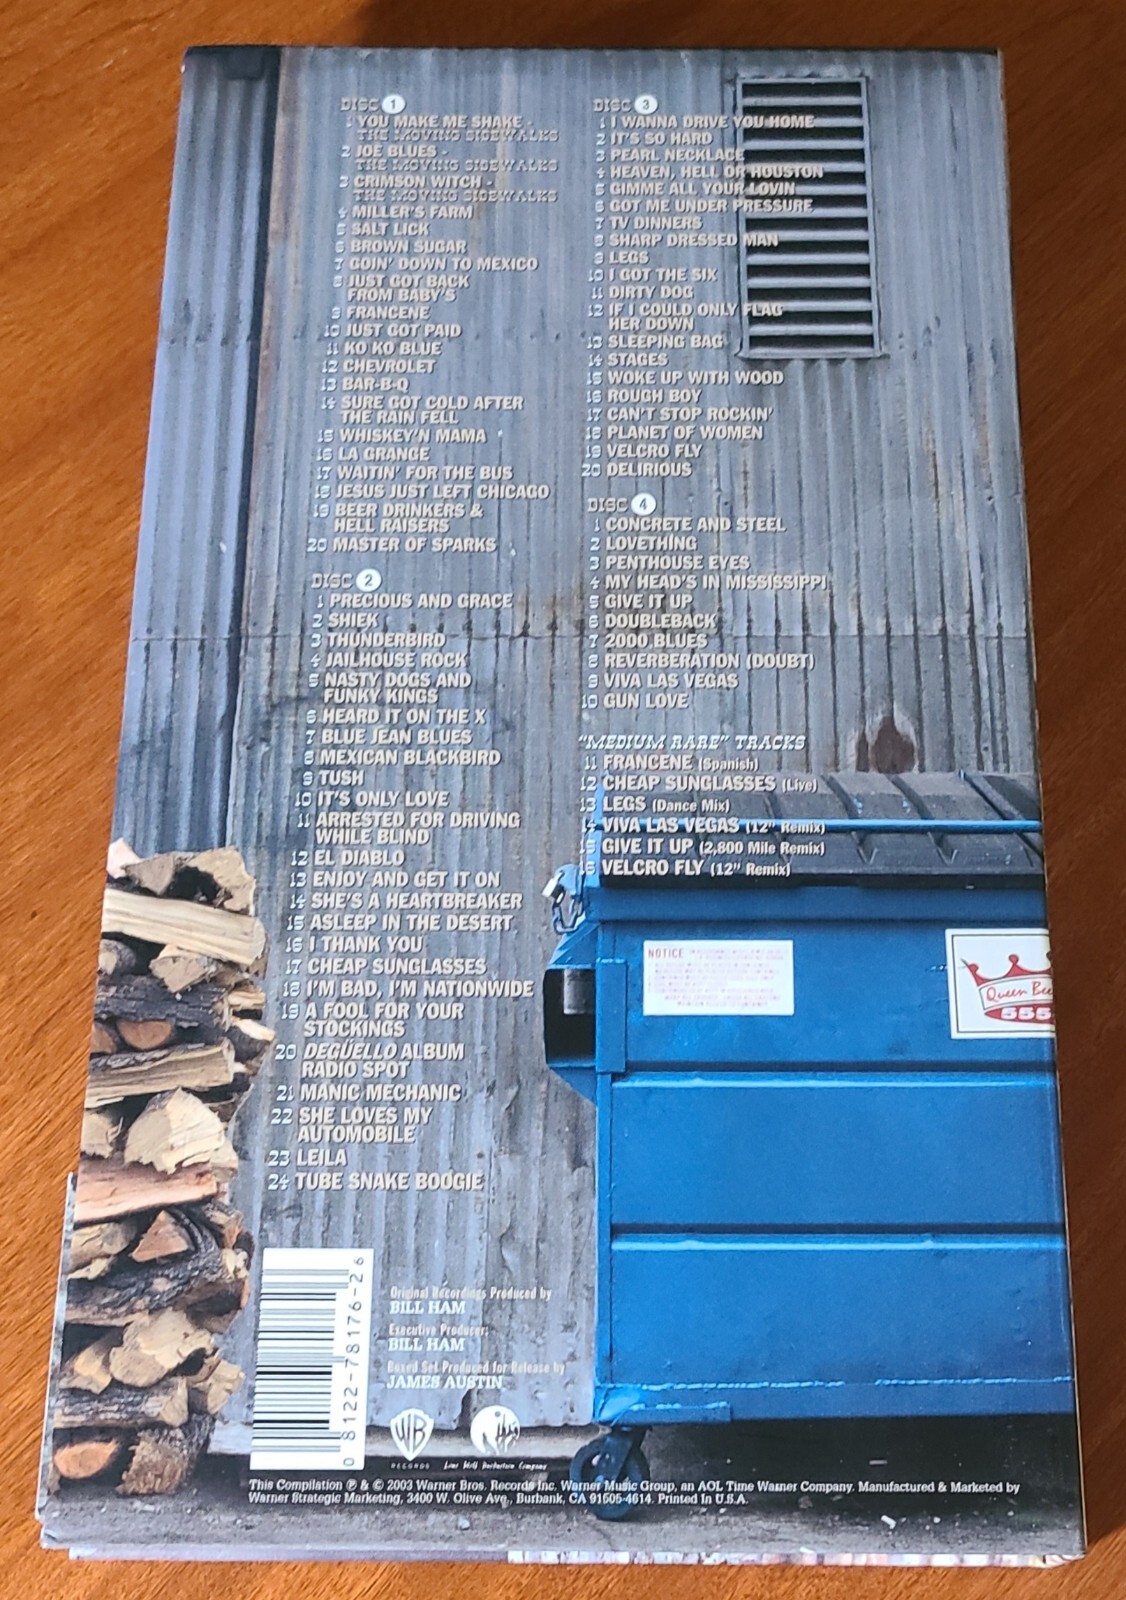 DISC 1
1 YOU MAKE ME SHAKE -
THE MOVING SIDEWALKS
2 JOE BLUES -
THE MOVING SIDEWALKS
3 CRIMSON WITCH -
THE MOVING SIDEWALKS
4 MILLER'S FARM
5 SALT LICK
6 BROWN SUGAR
7 GOIN' DOWN TO MEXICO
8 JUST GOT BACK
FROM BABY'S
9 FRANCENE
10 JUST GOT PAID
11 KO KO BLUE
12 CHEVROLET
13 BAR-B-Q
14 SURE GOT COLD AFTER
THE RAIN FELL
15 WHISKEY'N MAMA
16 LA GRANGE
17 WAITIN' FOR THE BUS
18 JESUS JUST LEFT CHICAGO
19 BEER DRINKERS &
HELL RAISERS
20 MASTER OF SPARKS
DISC 2
1 PRECIOUS AND GRACE
2 SHIEK
3 THUNDERBIRD
4 JAILHOUSE ROCK
5 NASTY DOGS AND
FUNKY KINGS
6 HEARD IT ON THE X
7 BLUE JEAN BLUES
8 MEXICAN BLACKBIRD
9 TUSH
10 IT'S ONLY LOVE
11 ARRESTED FOR DRIVING
WHILE BLIND
12 EL DIABLO
13 ENJOY AND GET IT ON
14 SHE'S A HEARTBREAKER
15 ASLEEP IN THE DESERT
16 I THANK YOU
17 CHEAP SUNGLASSES
18 I'M BAD, I'M NATIONWIDE
19 A FOOL FOR YOUR
STOCKINGS
20 DEGÜELLO ALBUM
RADIO SPOT
21 MANIC MECHANIC
22 SHE LOVES MY
AUTOMOBILE
23 LEILA
24 TUBE SNAKE BOOGIE
DISC 3
1 I WANNA DRIVE YOU HOME
2 IT'S SO HARD
3 PEARL NECKLACE
4 HEAVEN, HELL OR HOUSTON
5 GIMME ALL YOUR LOVIN
6 GOT ME UNDER PRESSURE
7 TV DINNERS
8 SHARP DRESSED MAN
9 LEGS
10 I GOT THE SIX
11 DIRTY DOG
12 IF I COULD ONLY FLAG
HER DOWN
13 SLEEPING BAG
14 STAGES
15 WOKE UP WITH WOOD
16 ROUGH BOY
17 CAN'T STOP ROCKIN'
18 PLANET OF WOMEN
19 VELCRO FLY
20 DELIRIOUS
DISC 4
1 CONCRETE AND STEEL
2 LOVETHING
3 PENTHOUSE EYES
4 MY HEAD'S IN MISSISSIPPI
5 GIVE IT UP
6 DOUBLEBACK
7 2000 BLUES
8 REVERBERATION (DOUBT)
9 VIVA LAS VEGAS
10 GUN LOVE
"MEDIUM RARE" TRACKS
11 FRANCENE (Spanish)
12 CHEAP SUNGLASSES (Live)
13 LEGS (Dance Mix)
14 VIVA LAS VEGAS (12" Remix)
15 GIVE IT UP (2,800 Mile Remix)
16 VELCRO FLY (12" Remix)
NOTICE
Queen Bee
555
0 8122-78176-2 6
Original Recordings Produced by
BILL HAM
Executive Producer:
BILL HAM
Boxed Set Produced for Release by
JAMES AUSTIN
WB
RECORDS
Lone Wolf Production Company
This Compilation ℗ & © 2003 Warner Bros. Records Inc. Warner Music Group, an AOL Time Warner Company. Manufactured & Marketed by
Warner Strategic Marketing, 3400 W. Olive Ave., Burbank, CA 91505-4614. Printed In U.S.A.